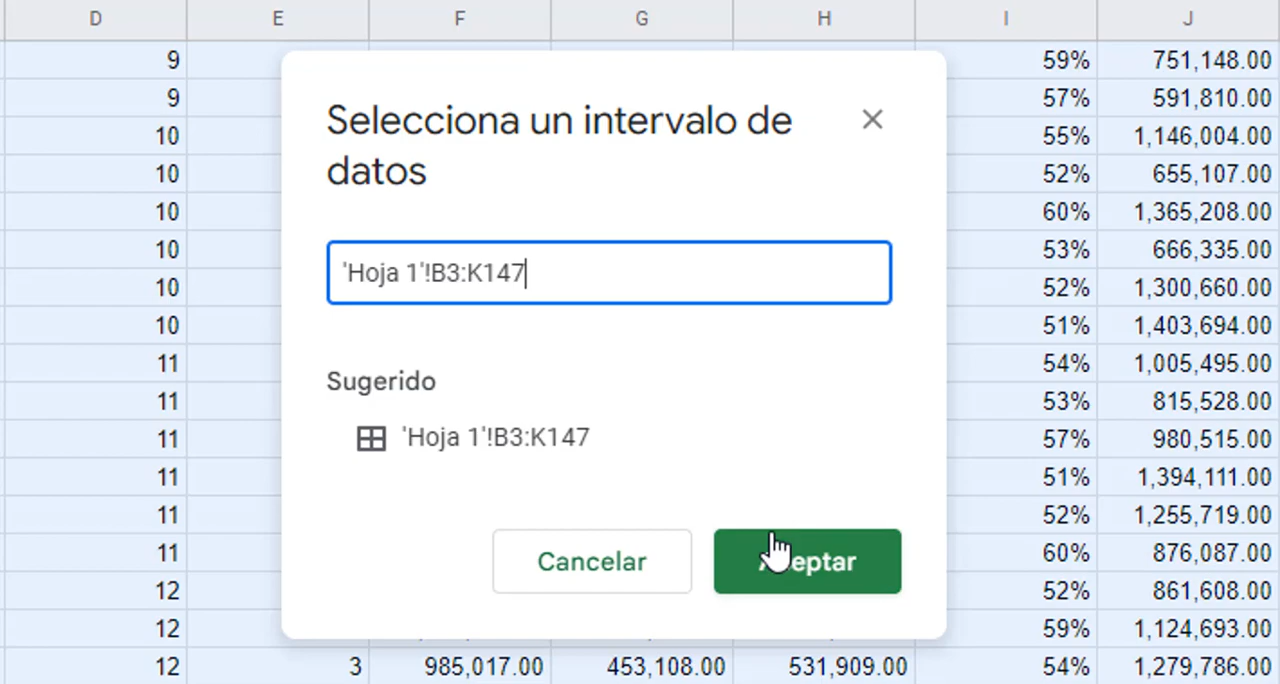 D E F G H I J
9 59% 751,148.00
9 57% 591,810.00
10 55% 1,146,004.00
10 52% 655,107.00
10 60% 1,365,208.00
10 53% 666,335.00
10 52% 1,300,660.00
10 51% 1,403,694.00
11 54% 1,005,495.00
11 53% 815,528.00
11 57% 980,515.00
11 51% 1,394,111.00
11 52% 1,255,719.00
11 60% 876,087.00
12 52% 861,608.00
12 59% 1,124,693.00
12 3 985,017.00 453,108.00 531,909.00 54% 1,279,786.00
Selecciona un intervalo de
datos
'Hoja 1'!B3:K147
Sugerido
'Hoja 1'!B3:K147
Cancelar Aceptar